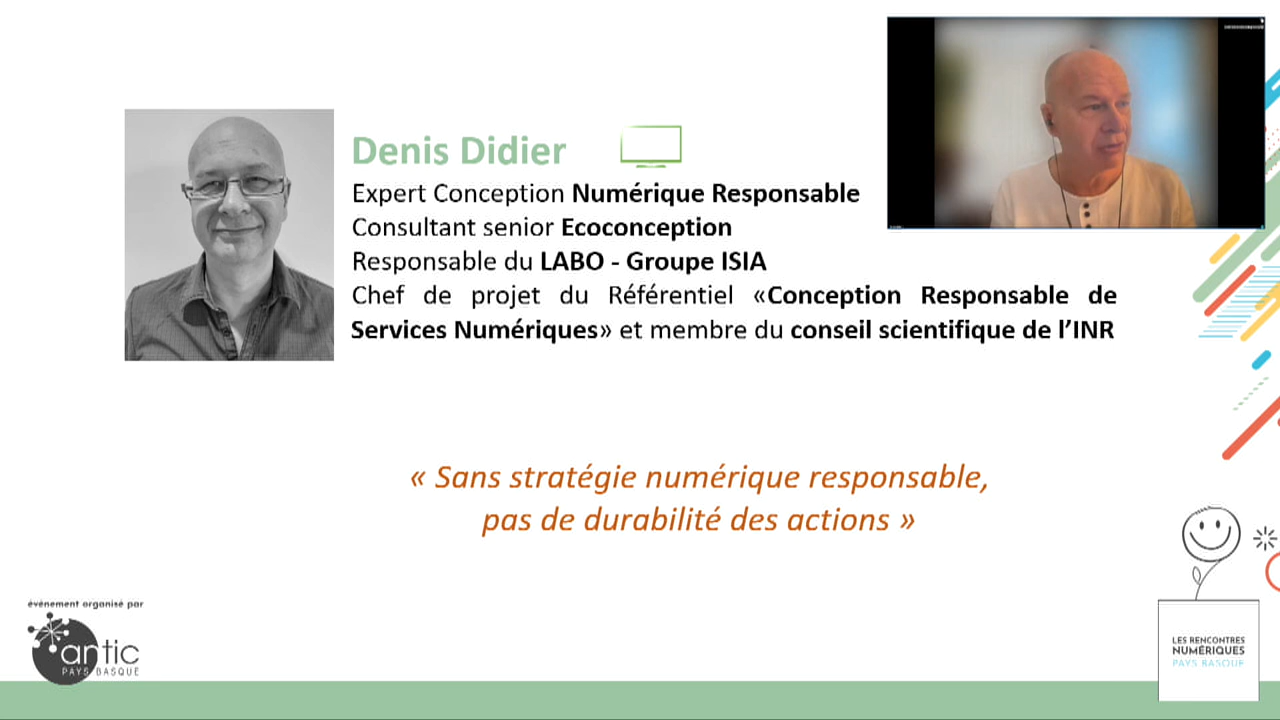 Denis Didier
Expert Conception Numérique Responsable
Consultant senior Ecoconception
Responsable du LABO - Groupe ISIA
Chef de projet du Référentiel «Conception Responsable de
Services Numériques» et membre du conseil scientifique de l’INR
« Sans stratégie numérique responsable,
pas de durabilité des actions »
évènement organisé par
antic
PAYS BASQUE
LES RENCONTRES
NUMÉRIQUES
PAYS BASQUE